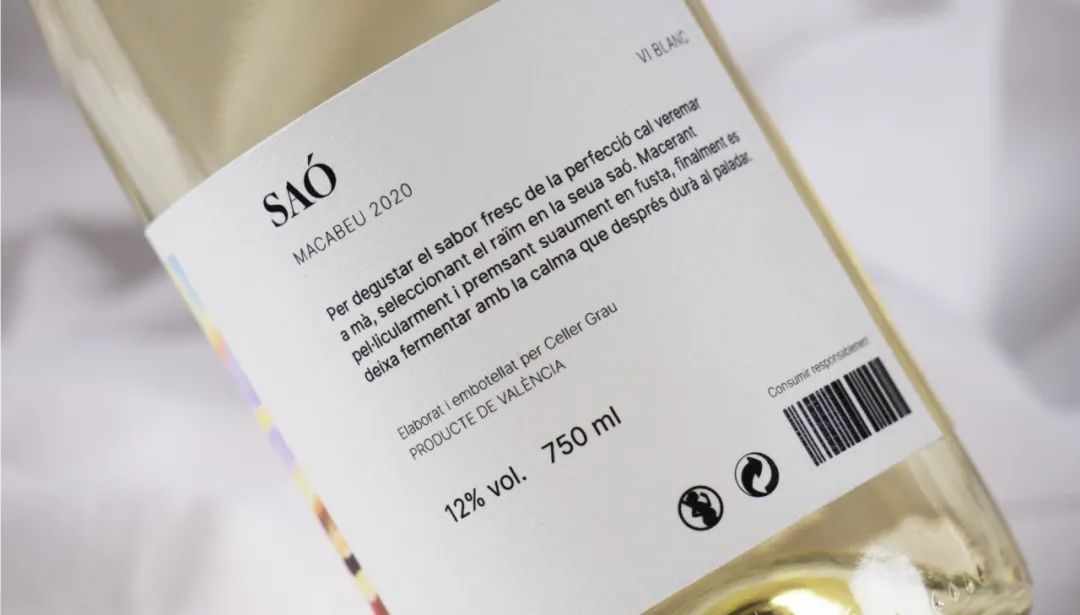 VI BLANC
SAÓ
MACABEU 2020
Per degustar el sabor fresc de la perfecció cal veremar
a mà, seleccionant el raïm en la seua saó. Macerant
pel·licularment i premsant suaument en fusta, finalment es
deixa fermentar amb la calma que després durà al paladar.
Elaborat i embotellat per Celler Grau
PRODUCTE DE VALÈNCIA
12% vol. 750 ml
Consumir responsablement